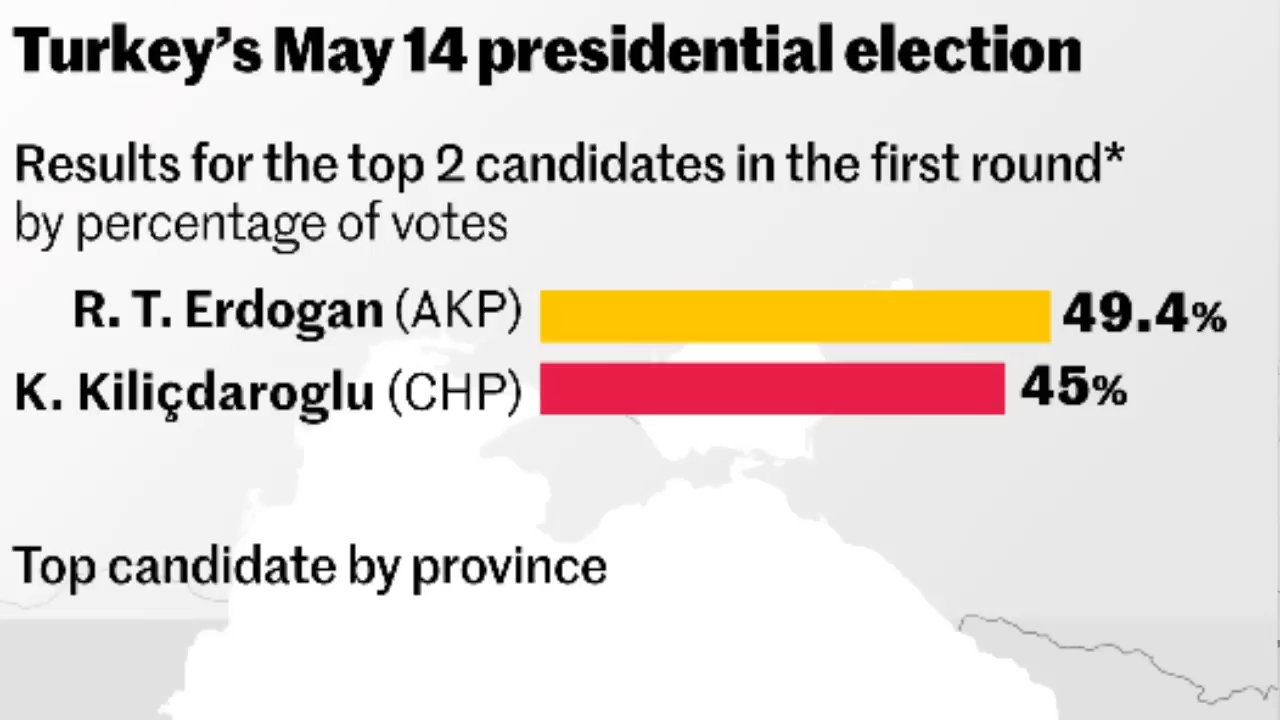 Turkey's May 14 presidential election
Results for the top 2 candidates in the first round*
by percentage of votes
R. T. Erdogan (AKP) 49.4%
K. Kiliçdaroglu (CHP) 45%
Top candidate by province